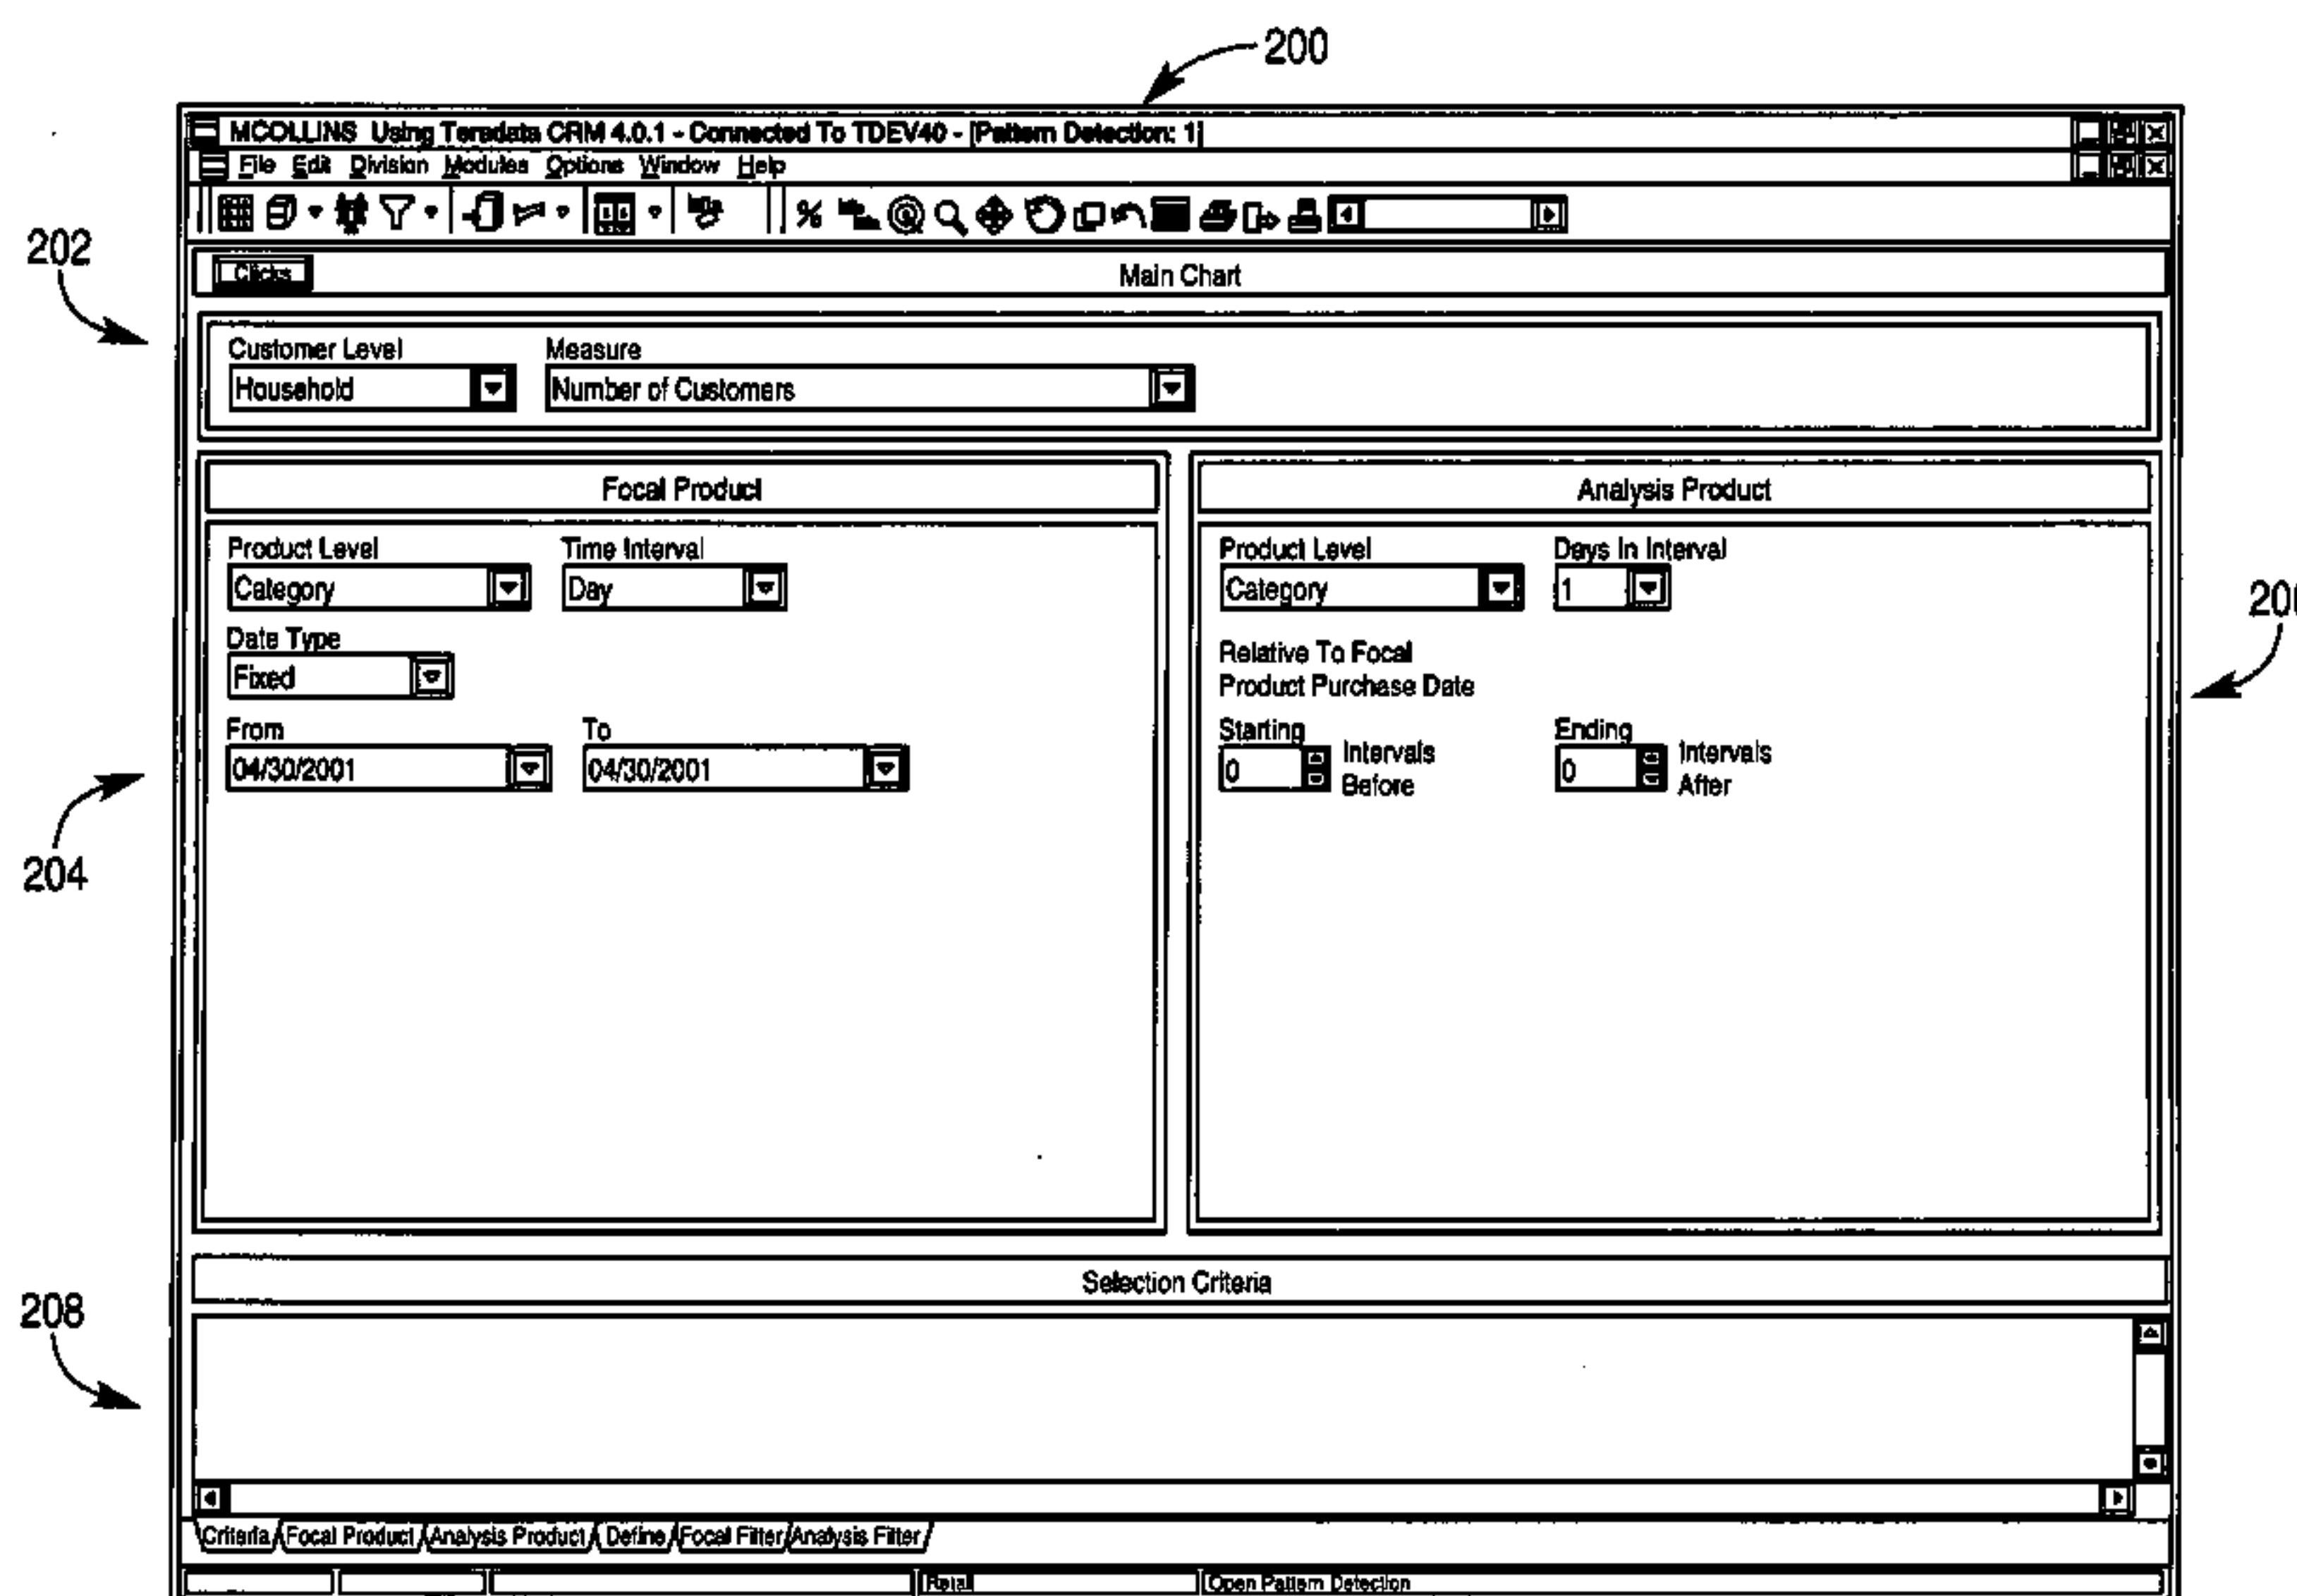 200
MCOLLINS Using Teradata CRM 4.0.1 - Connected To TDEV40 - [Pattern Detection: 1]
File Edit Division Modules Options Window Help
%
202
Clicks
Main Chart
Customer Level Measure
Household Number of Customers
Focal Product Analysis Product
Product Level Time Interval Product Level Days In Interval
Category Day Category 1
Date Type
Fixed
Relative To Focal
Product Purchase Date
From To Starting Ending
04/30/2001 04/30/2001 0 Intervals Before 0 Intervals After
204
Selection Criteria
208
Criteria Focal Product Analysis Product Define Focal Filter Analysis Filter
Retail Open Pattern Detection